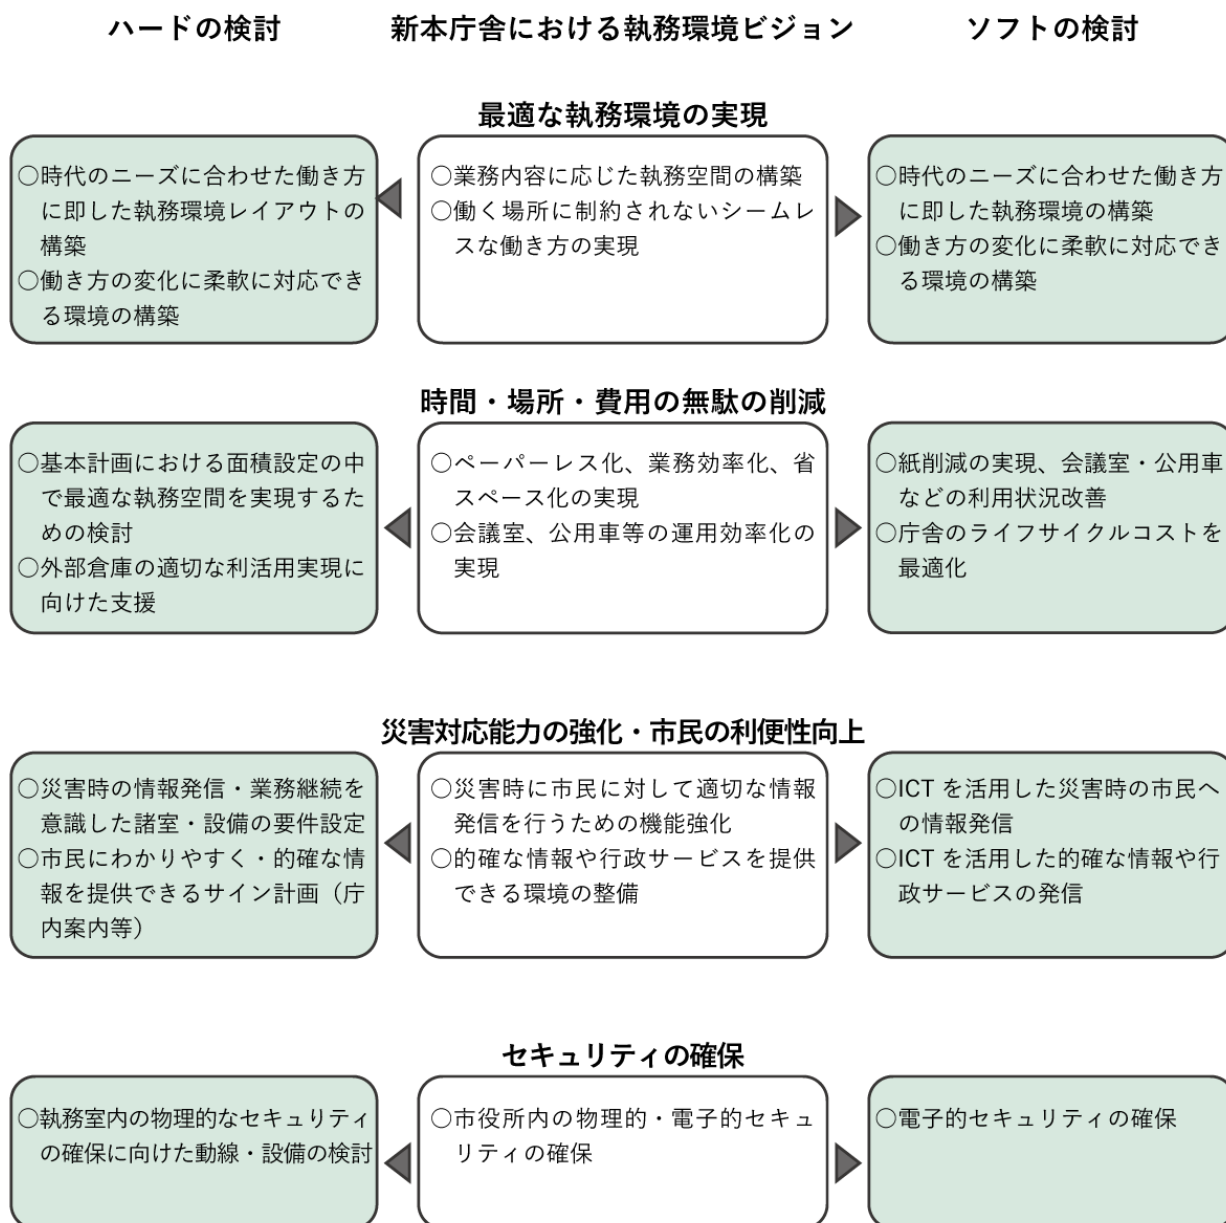 ハードの検討
新本庁舎における執務環境ビジョン
ソフトの検討
最適な執務環境の実現
○時代のニーズに合わせた働き方
に即した執務環境レイアウトの
構築
○働き方の変化に柔軟に対応でき
る環境の構築
○業務内容に応じた執務空間の構築
○働く場所に制約されないシームレ
スな働き方の実現
○時代のニーズに合わせた働き方
に即した執務環境の構築
○働き方の変化に柔軟に対応でき
る環境の構築
時間・場所・費用の無駄の削減
○基本計画における面積設定の中
で最適な執務空間を実現するた
めの検討
○外部倉庫の適切な利活用実現に
向けた支援
○ペーパーレス化、業務効率化、省
スペース化の実現
○会議室、公用車等の運用効率化の
実現
○紙削減の実現、会議室・公用車
などの利用状況改善
○庁舎のライフサイクルコストを
最適化
災害対応能力の強化・市民の利便性向上
○災害時の情報発信・業務継続を
意識した諸室・設備の要件設定
○市民にわかりやすく・的確な情
報を提供できるサイン計画（庁
内案内等）
○災害時に市民に対して適切な情報
発信を行うための機能強化
○的確な情報や行政サービスを提供
できる環境の整備
○ICT を活用した災害時の市民へ
の情報発信
○ICT を活用した的確な情報や行
政サービスの発信
セキュリティの確保
○執務室内の物理的なセキュリティ
の確保に向けた動線・設備の検討
○市役所内の物理的・電子的セキュ
リティの確保
○電子的セキュリティの確保